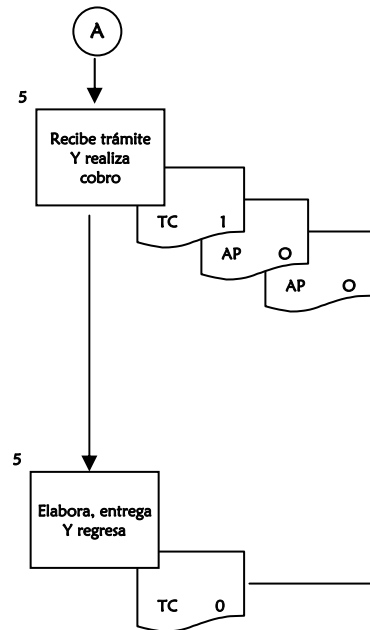 A
5
Recibe trámite
Y realiza
cobro
TC 1
AP O
AP O
5
Elabora, entrega
Y regresa
TC 0